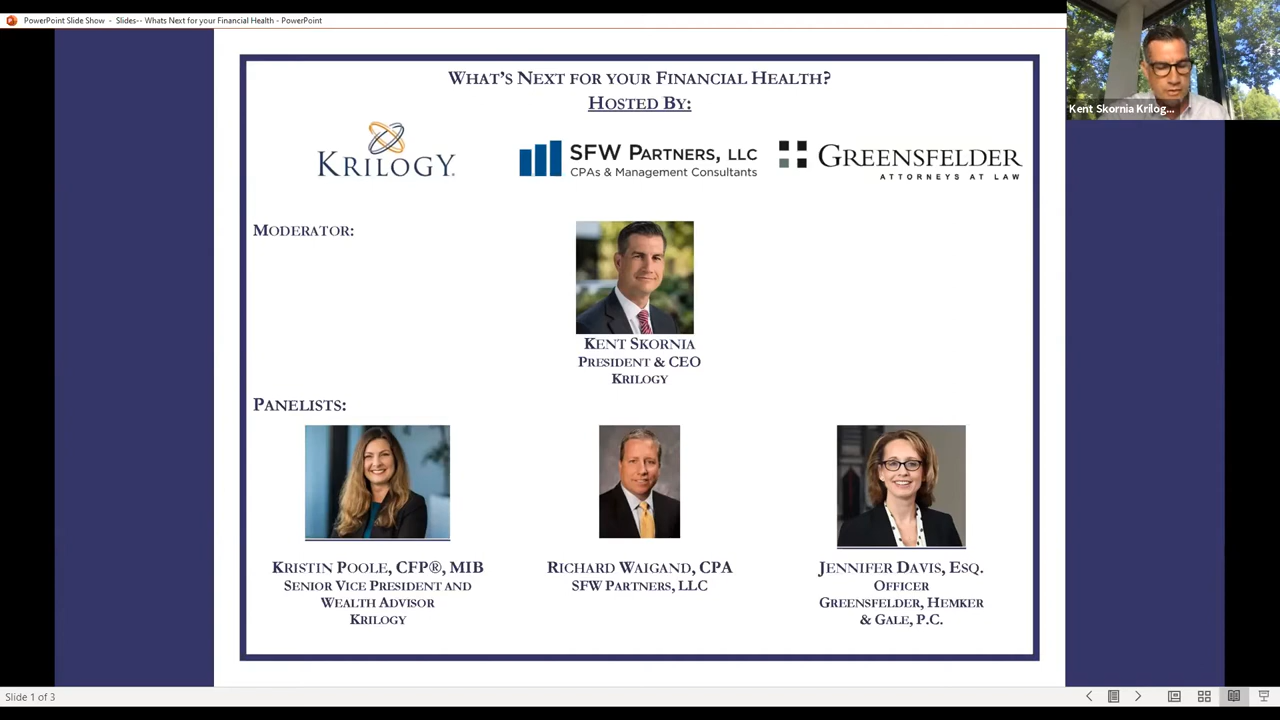 PowerPoint Slide Show - Slides-- Whats Next for your Financial Health - PowerPoint
Kent Skornia Krilog...
WHAT'S NEXT FOR YOUR FINANCIAL HEALTH?
HOSTED BY:
KRILOGY.
SFW PARTNERS, LLC
CPAs & Management Consultants
GREENSFELDER
ATTORNEYS AT LAW
MODERATOR:
KENT SKORNIA
PRESIDENT & CEO
KRILOGY
PANELISTS:
KRISTIN POOLE, CFP®, MIB
SENIOR VICE PRESIDENT AND
WEALTH ADVISOR
KRILOGY
RICHARD WAIGAND, CPA
SFW PARTNERS, LLC
JENNIFER DAVIS, ESQ.
OFFICER
GREENSFELDER, HEMKER
& GALE, P.C.
Slide 1 of 3